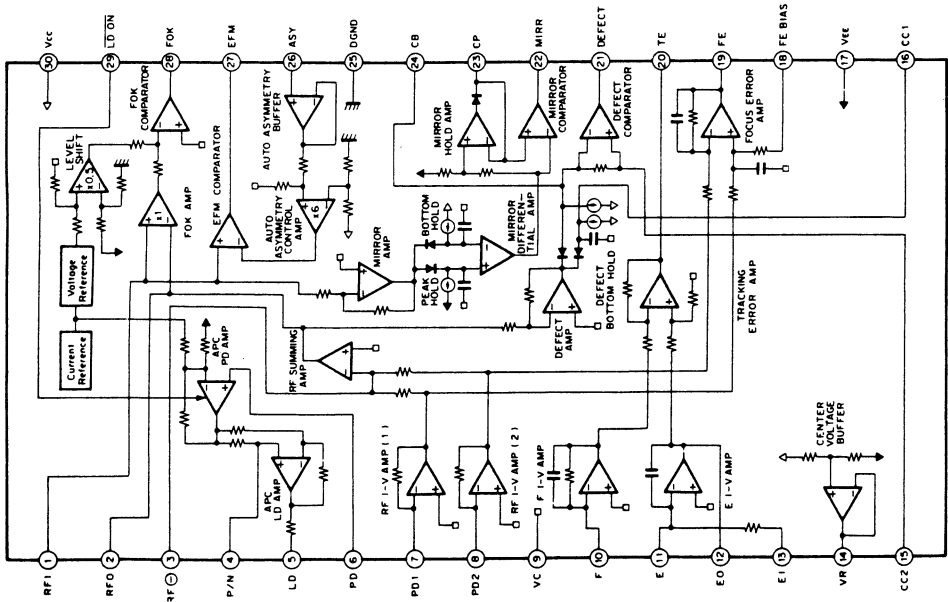 30 Vcc
29 LD ON
28 FOK
27 EFM
26 ASY
25 DGND
24 CB
23 CP
22 MIRR
21 DEFECT
20 TE
19 FE
18 FE BIAS
17 VEE
16 CC1
FOK COMPARATOR
LEVEL SHIFT
×0.5
FOK AMP
×1
EFM COMPARATOR
AUTO ASYMMETRY BUFFER
AUTO ASYMMETRY CONTROL AMP
×6
MIRROR HOLD AMP
MIRROR COMPARATOR
DEFECT COMPARATOR
FOCUS ERROR AMP
Voltage Reference
Current Reference
MIRROR AMP
BOTTOM HOLD
PEAK HOLD
MIRROR DIFFERENTIAL AMP
DEFECT AMP
DEFECT BOTTOM HOLD
TRACKING ERROR AMP
APC PD AMP
APC LD AMP
RF SUMMING AMP
RF I-V AMP (1)
RF I-V AMP (2)
F I-V AMP
E I-V AMP
CENTER VOLTAGE BUFFER
1 RFI
2 RFO
3 RF ⊖
4 P/N
5 LD
6 PD
7 PD1
8 PD2
9 VC
10 F
11 E
12 EO
13 EI
14 VR
15 CC2